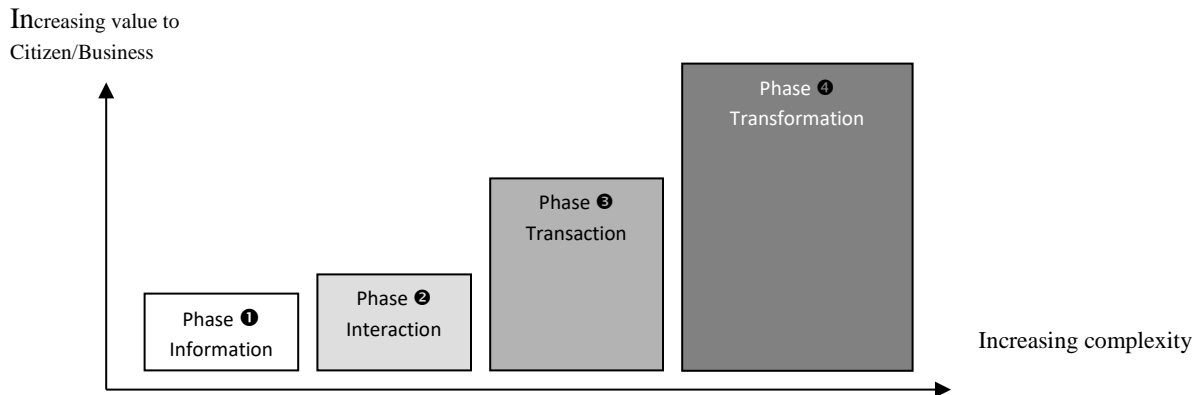 Increasing value to
Citizen/Business
Phase ❹
Transformation
Phase ❸
Transaction
Phase ❷
Interaction
Phase ❶
Information
Increasing complexity